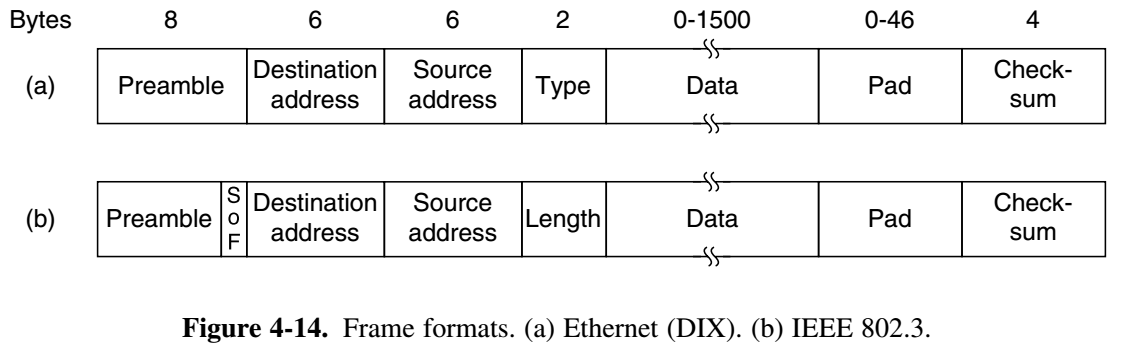 Bytes 8 6 6 2 0-1500 0-46 4
(a) Preamble Destination address Source address Type Data Pad Check-sum
(b) Preamble SoF Destination address Source address Length Data Pad Check-sum
Figure 4-14. Frame formats. (a) Ethernet (DIX). (b) IEEE 802.3.